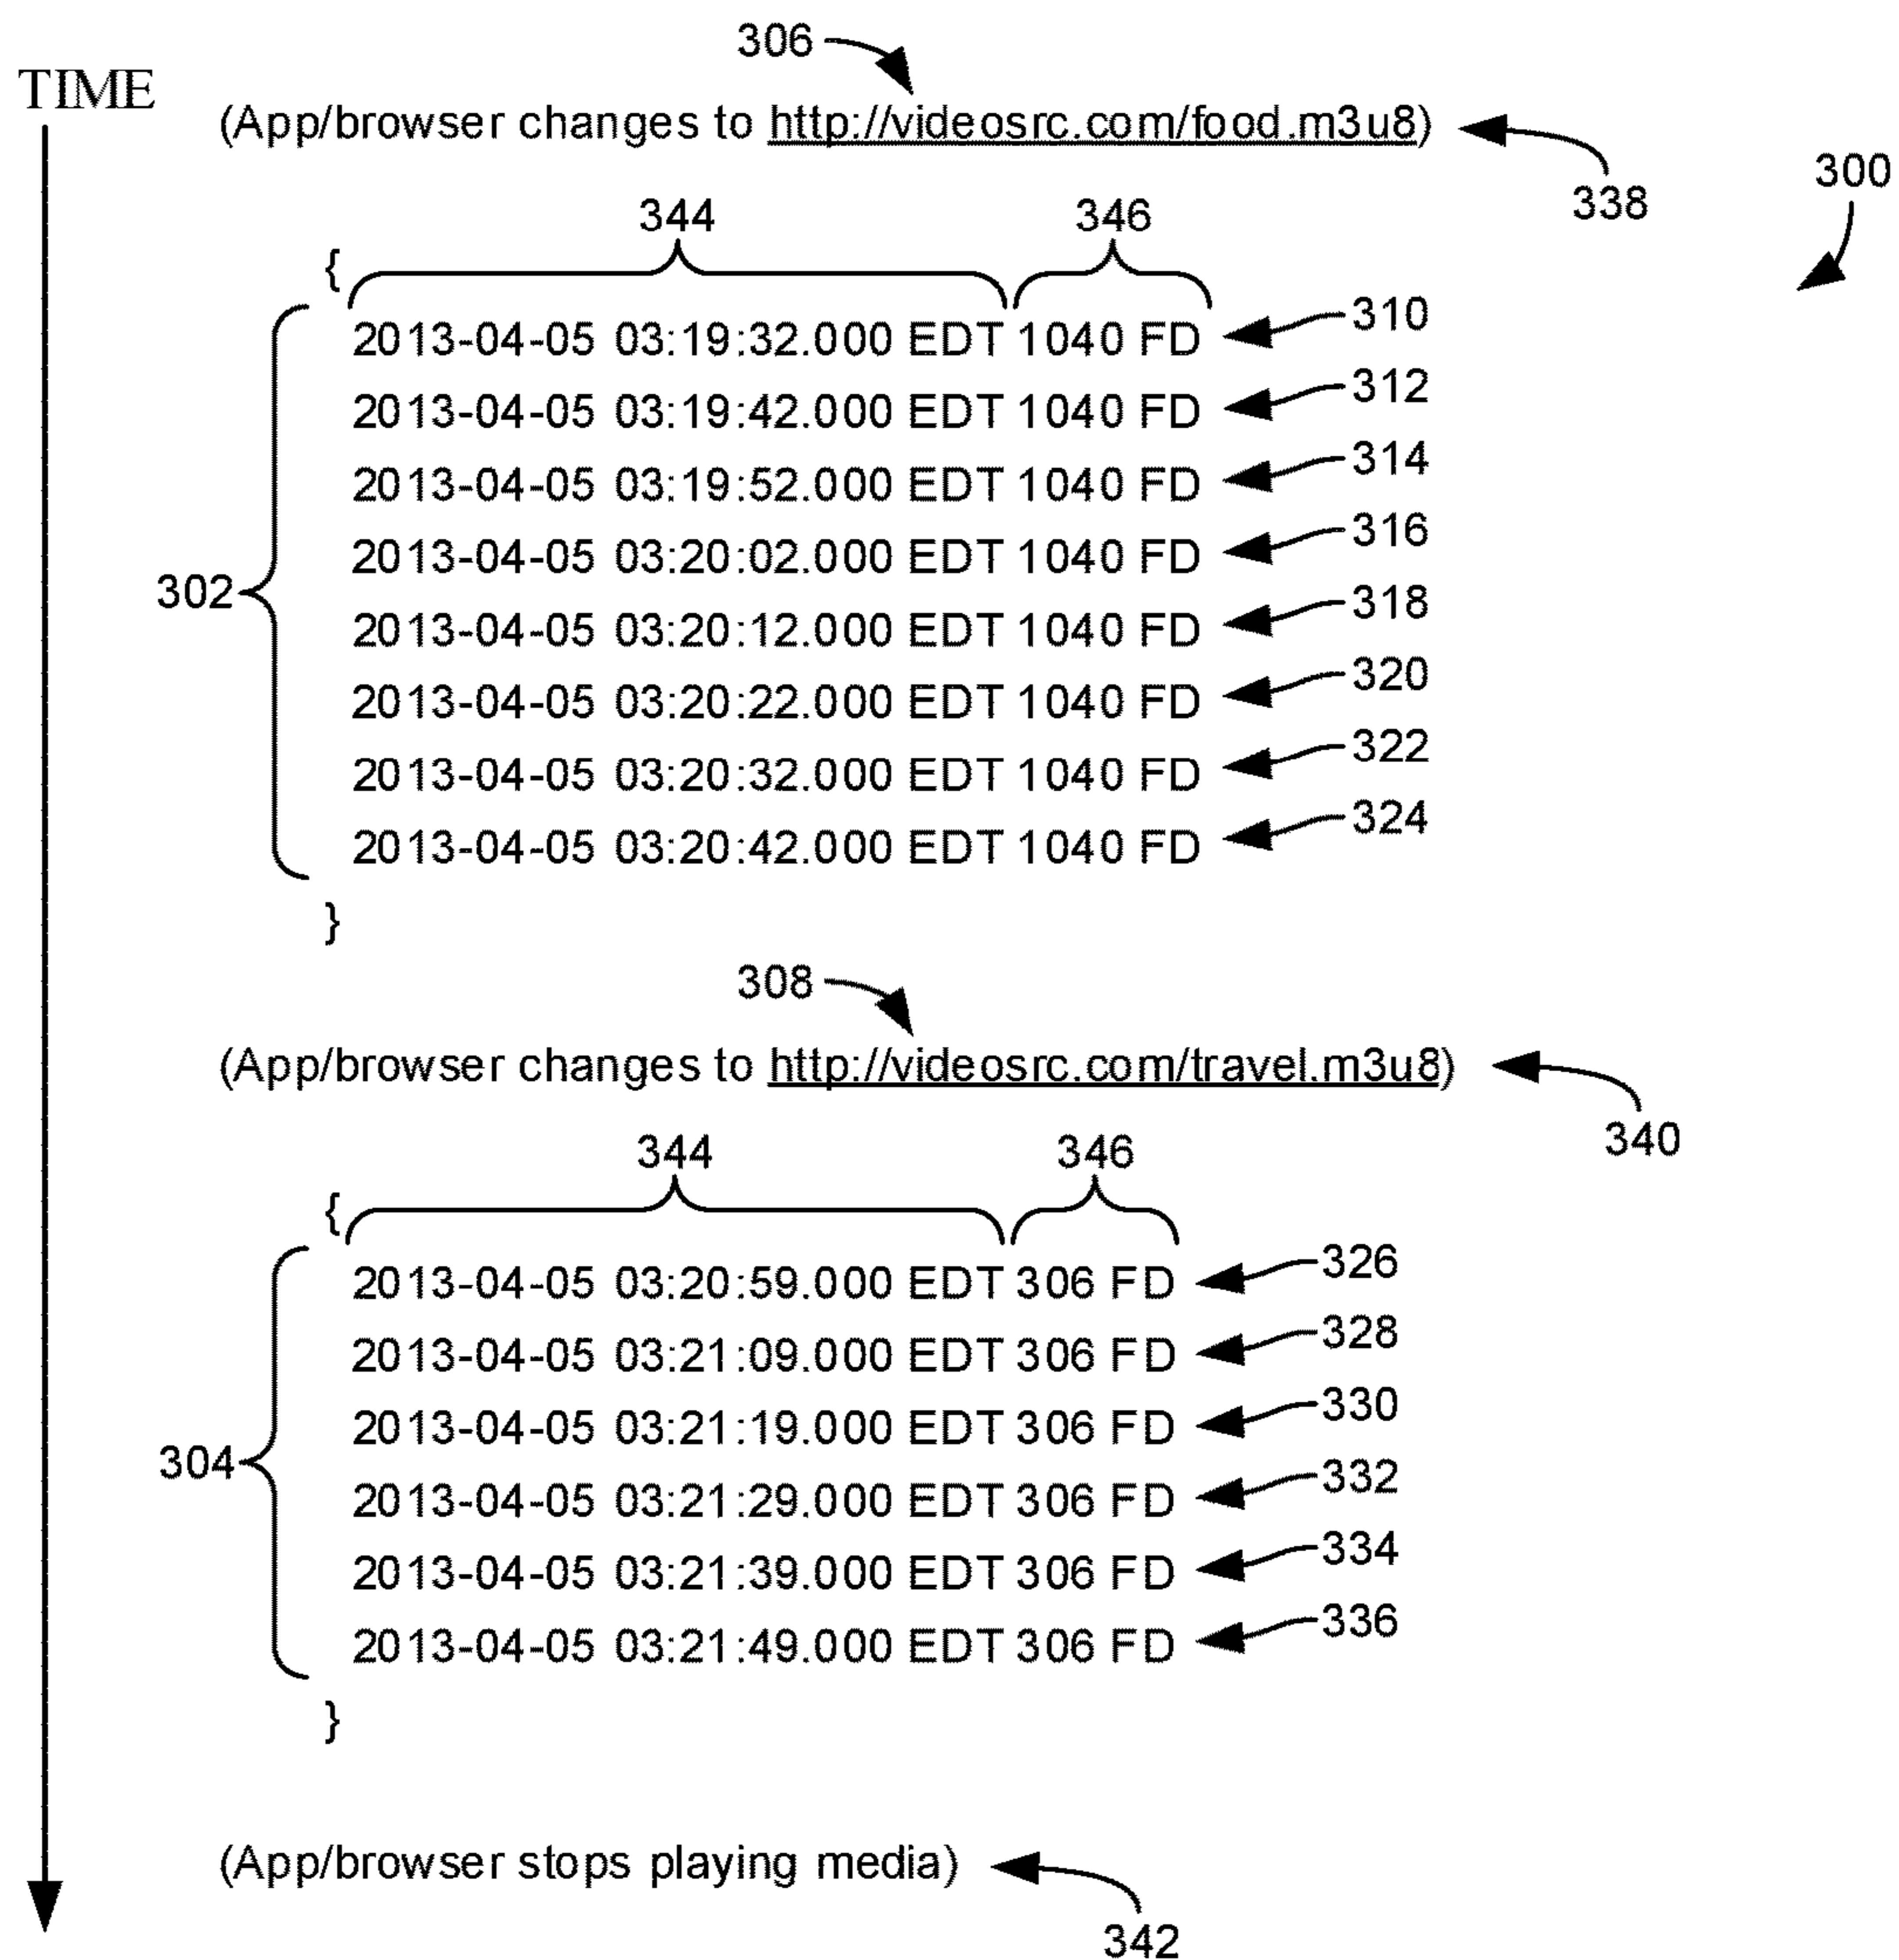 306
TIME
(App/browser changes to http://videosrc.com/food.m3u8)
338
300
344 346
{
2013-04-05 03:19:32.000 EDT 1040 FD 310
2013-04-05 03:19:42.000 EDT 1040 FD 312
2013-04-05 03:19:52.000 EDT 1040 FD 314
2013-04-05 03:20:02.000 EDT 1040 FD 316
302 2013-04-05 03:20:12.000 EDT 1040 FD 318
2013-04-05 03:20:22.000 EDT 1040 FD 320
2013-04-05 03:20:32.000 EDT 1040 FD 322
2013-04-05 03:20:42.000 EDT 1040 FD 324
}
308
(App/browser changes to http://videosrc.com/travel.m3u8)
340
344 346
{
2013-04-05 03:20:59.000 EDT 306 FD 326
2013-04-05 03:21:09.000 EDT 306 FD 328
2013-04-05 03:21:19.000 EDT 306 FD 330
304 2013-04-05 03:21:29.000 EDT 306 FD 332
2013-04-05 03:21:39.000 EDT 306 FD 334
2013-04-05 03:21:49.000 EDT 306 FD 336
}
(App/browser stops playing media)
342